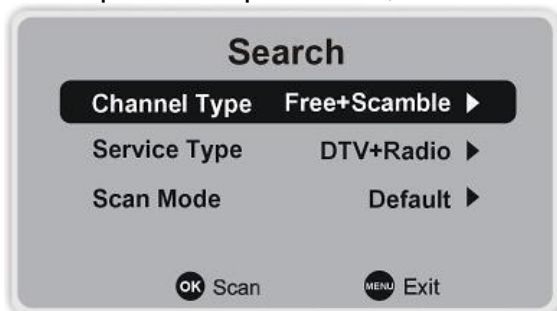 Search
Channel Type Free+Scamble
Service Type DTV+Radio
Scan Mode Default
OK Scan MENU Exit